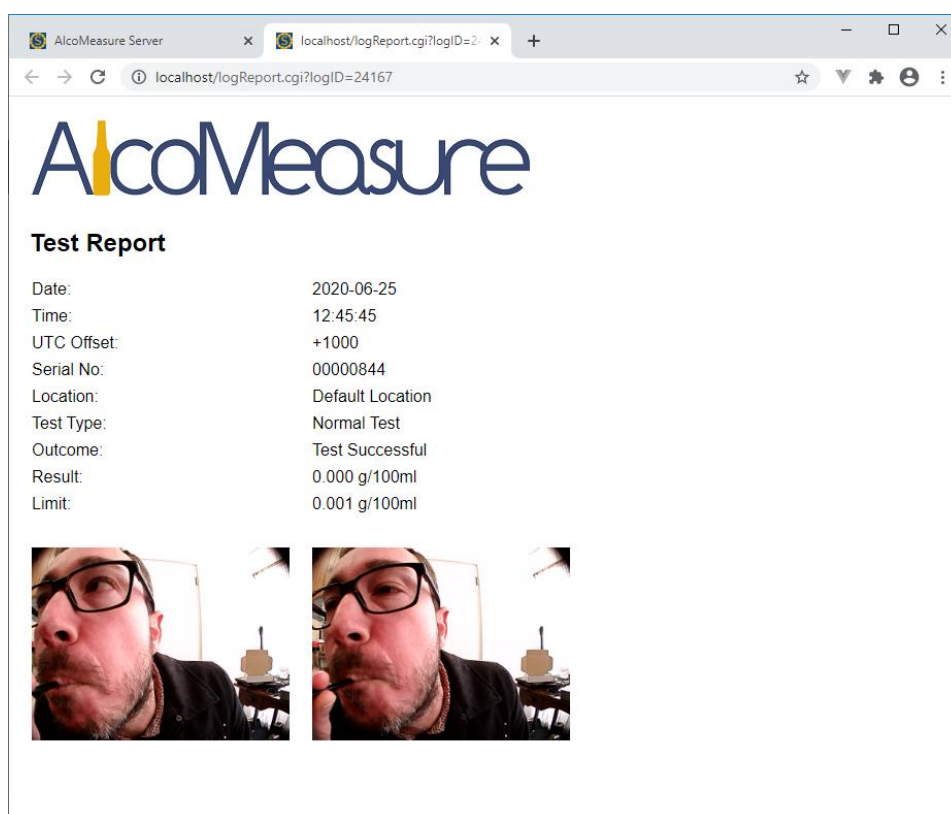 AlcoMeasure Server
localhost/logReport.cgi?logID=2
localhost/logReport.cgi?logID=24167
AlcoMeasure
Test Report
Date: 2020-06-25
Time: 12:45:45
UTC Offset: +1000
Serial No: 00000844
Location: Default Location
Test Type: Normal Test
Outcome: Test Successful
Result: 0.000 g/100ml
Limit: 0.001 g/100ml